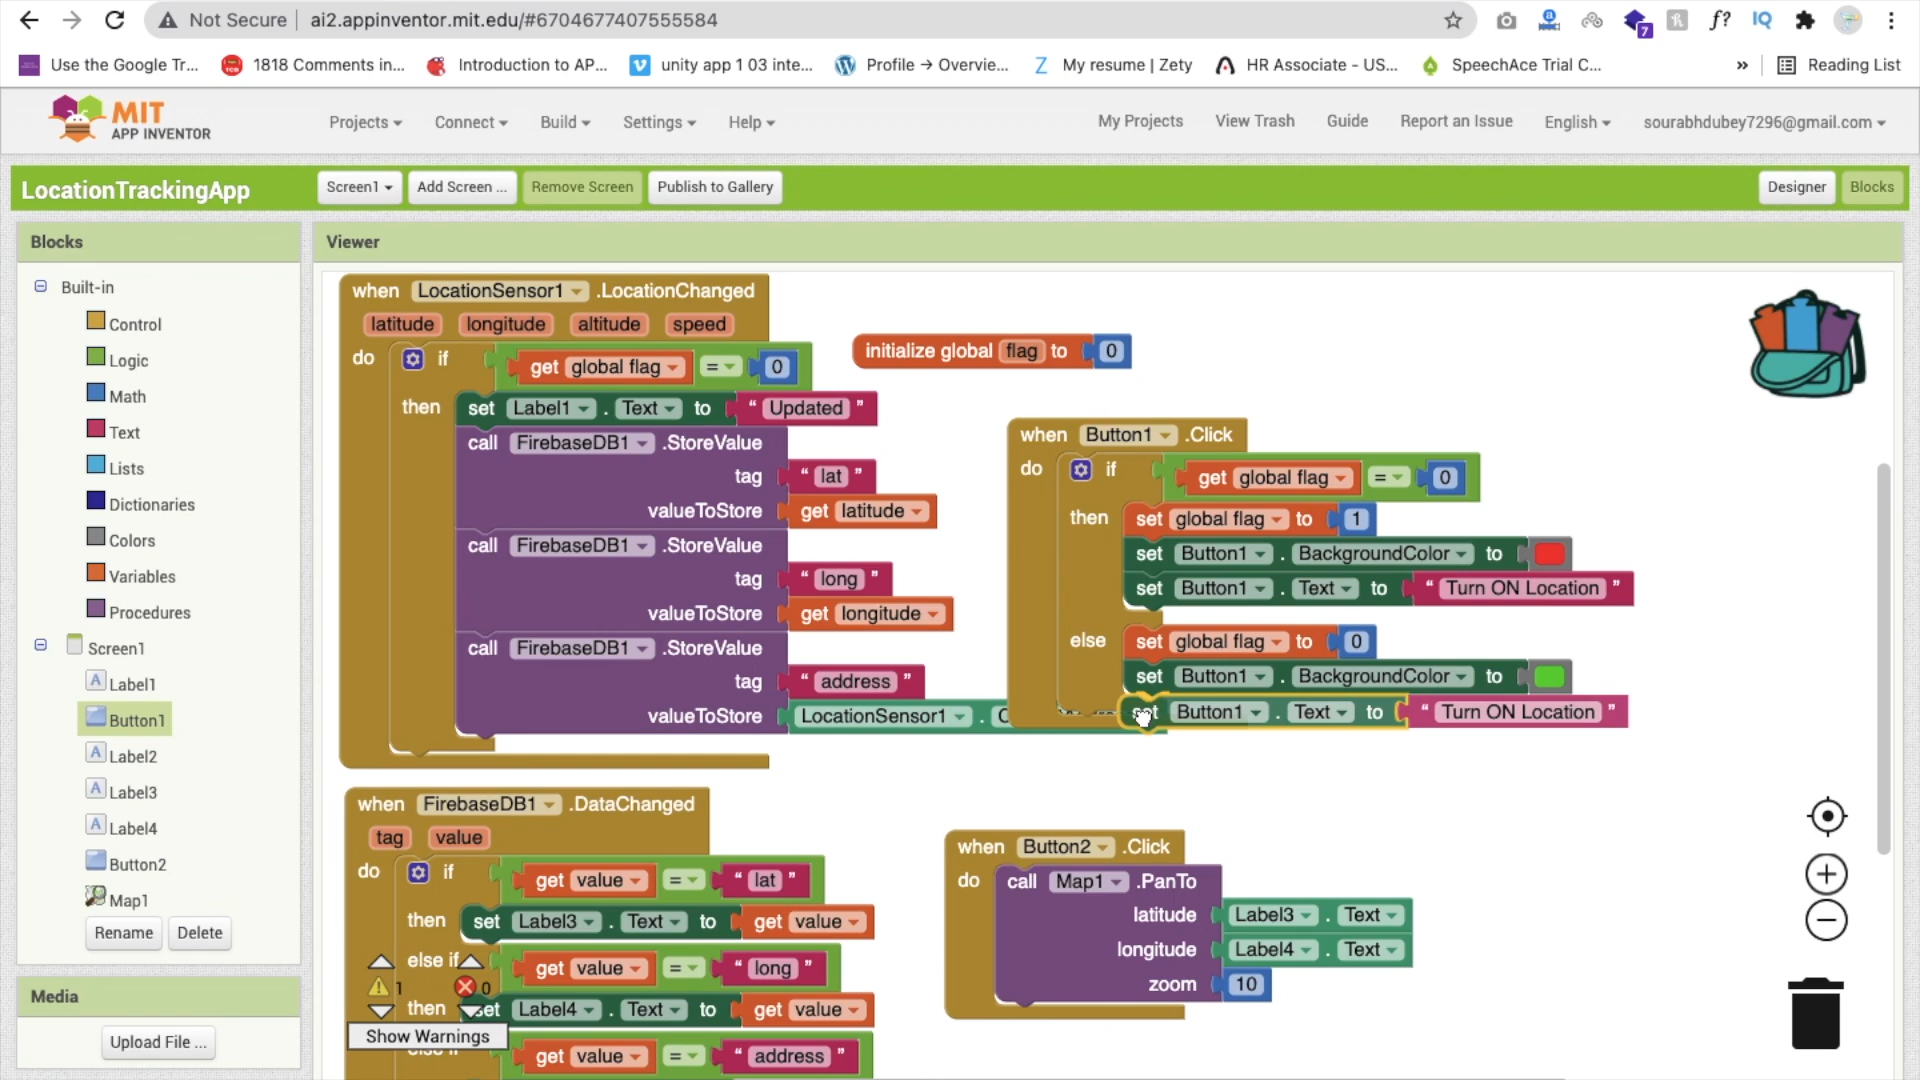 Not Secure | ai2.appinventor.mit.edu/#6704677407555584
7
f?
IQ
Use the Google Tr...
1818 Comments in...
Introduction to AP...
unity app 1 03 inte...
Profile → Overvie...
Z My resume | Zety
HR Associate - US...
SpeechAce Trial C...
»
Reading List
MIT
APP INVENTOR
Projects
Connect
Build
Settings
Help
My Projects
View Trash
Guide
Report an Issue
English
sourabhdubey7296@gmail.com
LocationTrackingApp
Screen1
Add Screen ...
Remove Screen
Publish to Gallery
Designer
Blocks
Blocks
Built-in
Control
Logic
Math
Text
Lists
Dictionaries
Colors
Variables
Procedures
Screen1
Label1
Button1
Label2
Label3
Label4
Button2
Map1
Rename
Delete
Media
Upload File ...
Viewer
when LocationSensor1 .LocationChanged
latitude longitude altitude speed
do if get global flag = 0
then set Label1 . Text to “ Updated ”
call FirebaseDB1 .StoreValue
tag “ lat ”
valueToStore get latitude
call FirebaseDB1 .StoreValue
tag “ long ”
valueToStore get longitude
call FirebaseDB1 .StoreValue
tag “ address ”
valueToStore LocationSensor1 . C
initialize global flag to 0
when Button1 .Click
do if get global flag = 0
then set global flag to 1
set Button1 . BackgroundColor to
set Button1 . Text to “ Turn ON Location ”
else set global flag to 0
set Button1 . BackgroundColor to
set Button1 . Text to “ Turn ON Location ”
when FirebaseDB1 .DataChanged
tag value
do if get value = “ lat ”
then set Label3 . Text to get value
else if get value = “ long ”
1 0
then set Label4 . Text to get value
Show Warnings
else if get value = “ address ”
when Button2 .Click
do call Map1 .PanTo
latitude Label3 . Text
longitude Label4 . Text
zoom 10